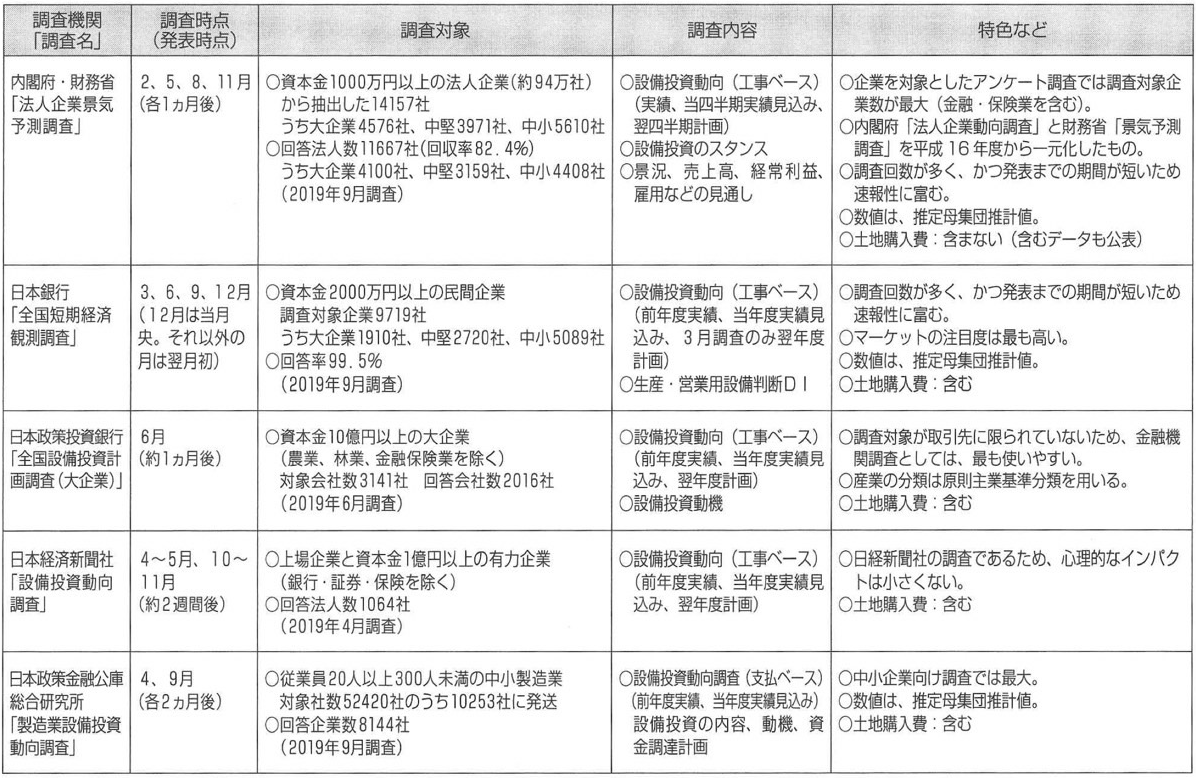 調査機関
「調査名」
調査時点
（発表時点）
調査対象
調査内容
特色など
内閣府・財務省
「法人企業景気
予測調査」
2、5、8、11月
（各1ヵ月後）
○資本金1000万円以上の法人企業（約94万社）
から抽出した14157社
うち大企業4576社、中堅3971社、中小5610社
○回答法人数11667社（回収率82.4%）
うち大企業4100社、中堅3159社、中小4408社
（2019年9月調査）
○設備投資動向（工事ベース）
（実績、当四半期実績見込み、
翌四半期計画）
○設備投資のスタンス
○景況、売上高、経常利益、
雇用などの見通し
○企業を対象としたアンケート調査では調査対象企
業数が最大（金融・保険業を含む）。
○内閣府「法人企業動向調査」と財務省「景気予測
調査」を平成16年度から一元化したもの。
○調査回数が多く、かつ発表までの期間が短いため
速報性に富む。
○数値は、推定母集団推計値。
○土地購入費：含まない（含むデータも公表）
日本銀行
「全国短期経済
観測調査」
3、6、9、12月
（12月は当月
央。それ以外の
月は翌月初）
○資本金2000万円以上の民間企業
調査対象企業9719社
うち大企業1910社、中堅2720社、中小5089社
○回答率99.5%
（2019年9月調査）
○設備投資動向（工事ベース）
（前年度実績、当年度実績見
込み、3月調査のみ翌年度
計画）
○生産・営業用設備判断DI
○調査回数が多く、かつ発表までの期間が短いため
速報性に富む。
○マーケットの注目度は最も高い。
○数値は、推定母集団推計値。
○土地購入費：含む
日本政策投資銀行
「全国設備投資計
画調査（大企業）」
6月
（約1ヵ月後）
○資本金10億円以上の大企業
（農業、林業、金融保険業を除く）
対象会社数3141社　回答会社数2016社
（2019年6月調査）
○設備投資動向（工事ベース）
（前年度実績、当年度実績見
込み、翌年度計画）
○設備投資動機
○調査対象が取引先に限られていないため、金融機
関調査としては、最も使いやすい。
○産業の分類は原則主業基準分類を用いる。
○土地購入費：含む
日本経済新聞社
「設備投資動向
調査」
4〜5月、10〜
11月
（約2週間後）
○上場企業と資本金1億円以上の有力企業
（銀行・証券・保険を除く）
○回答法人数1064社
（2019年4月調査）
○設備投資動向（工事ベース）
（前年度実績、当年度実績見
込み、翌年度計画）
○日経新聞社の調査であるため、心理的なインパク
トは小さくない。
○土地購入費：含む
日本政策金融公庫
総合研究所
「製造業設備投資
動向調査」
4、9月
（各2ヵ月後）
○従業員20人以上300人未満の中小製造業
対象社数52420社のうち10253社に発送
○回答企業数8144社
（2019年9月調査）
○設備投資動向調査（支払ベース）
（前年度実績、当年度実績見込み）
設備投資の内容、動機、資
金調達計画
○中小企業向け調査では最大。
○数値は、推定母集団推計値。
○土地購入費：含む